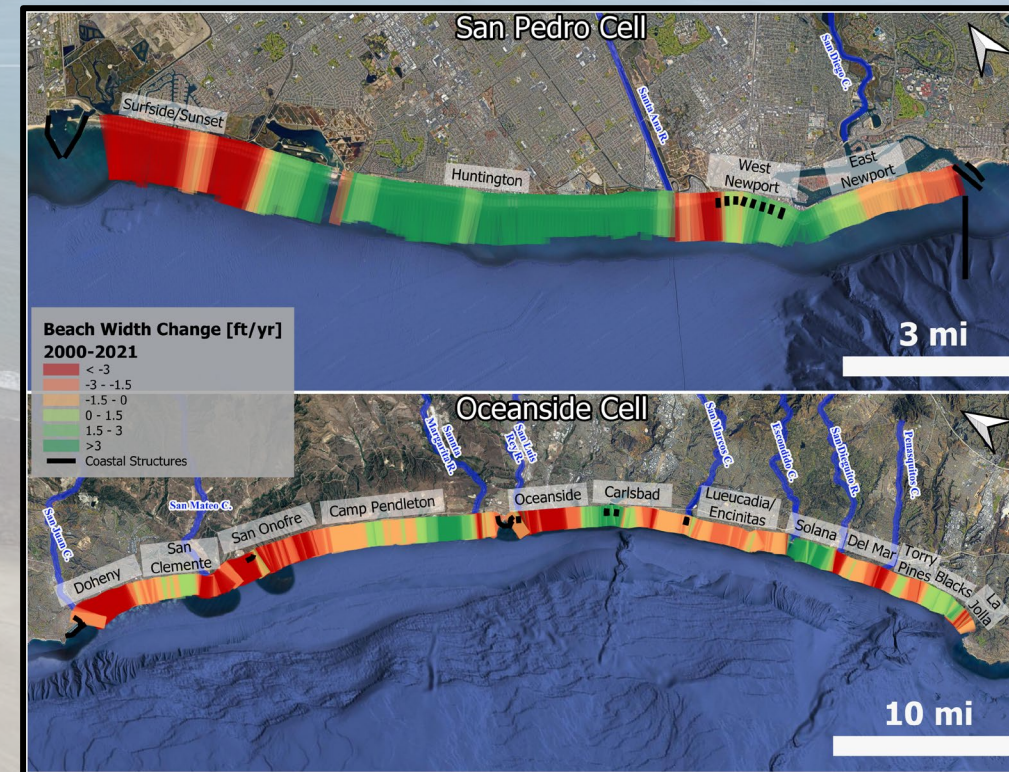 San Pedro Cell
Surfside/Sunset
Huntington
Santa Ana R.
San Diego C.
West
Newport
East
Newport
3 mi
Beach Width Change [ft/yr]
2000-2021
< -3
-3 - -1.5
-1.5 - 0
0 - 1.5
1.5 - 3
>3
Coastal Structures
Oceanside Cell
San Juan C.
Doheny
San Mateo C.
San
Clemente
San Onofre
Camp Pendleton
Sannta
Margarita R.
San Luis
Rey R.
Oceanside
Carlsbad
San Marcos C.
Lueucadia/
Encinitas
Escundido C.
Solana
San Dieguito R.
Del Mar
Penasquitos C.
Torry
Pines
Blacks
La
Jolla
10 mi